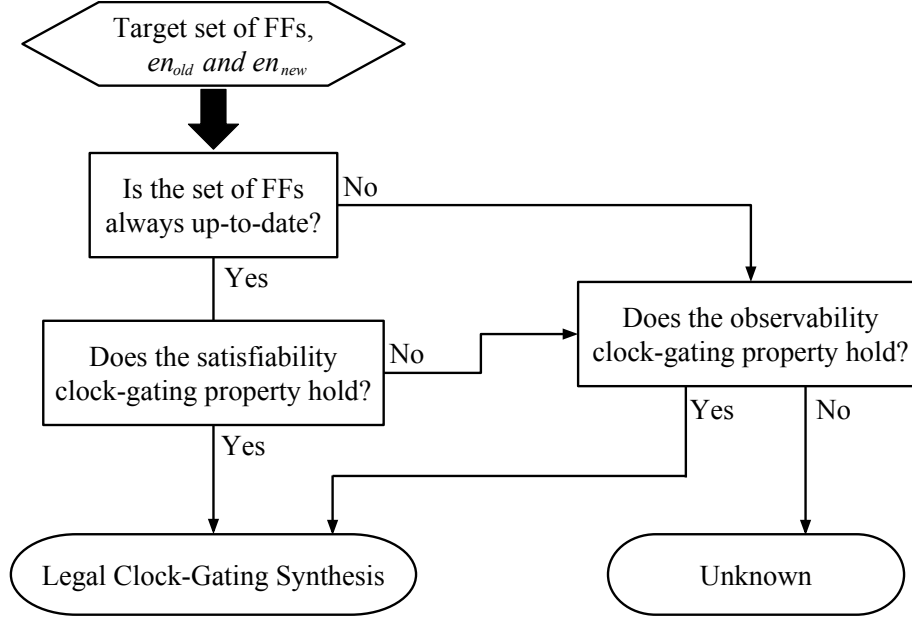 Target set of FFs,
en_old and en_new
Is the set of FFs
always up-to-date?
No
Yes
Does the satisfiability
clock-gating property hold?
No
Does the observability
clock-gating property hold?
Yes
Yes
No
Legal Clock-Gating Synthesis
Unknown